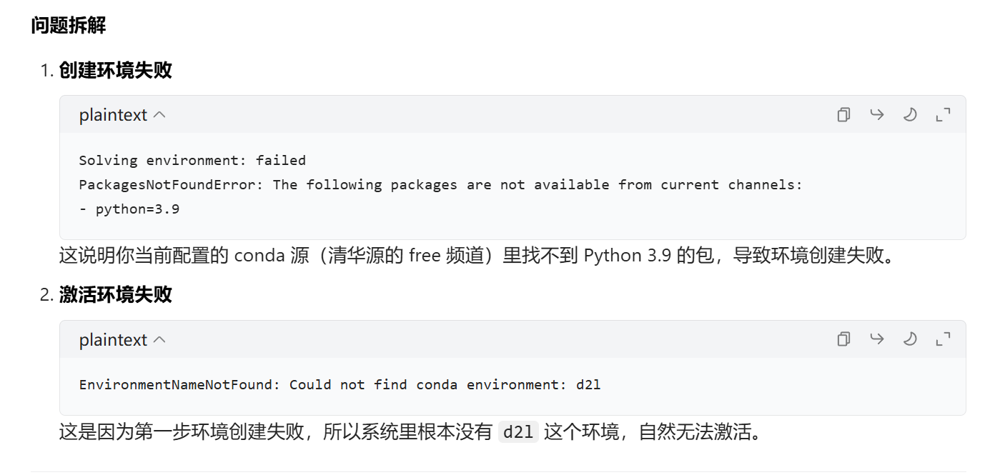 问题拆解
1. 创建环境失败
plaintext
Solving environment: failed
PackagesNotFoundError: The following packages are not available from current channels:
- python=3.9
这说明你当前配置的 conda 源（清华源的 free 频道）里找不到 Python 3.9 的包，导致环境创建失败。
2. 激活环境失败
plaintext
EnvironmentNameNotFound: Could not find conda environment: d2l
这是因为第一步环境创建失败，所以系统里根本没有 d2l 这个环境，自然无法激活。